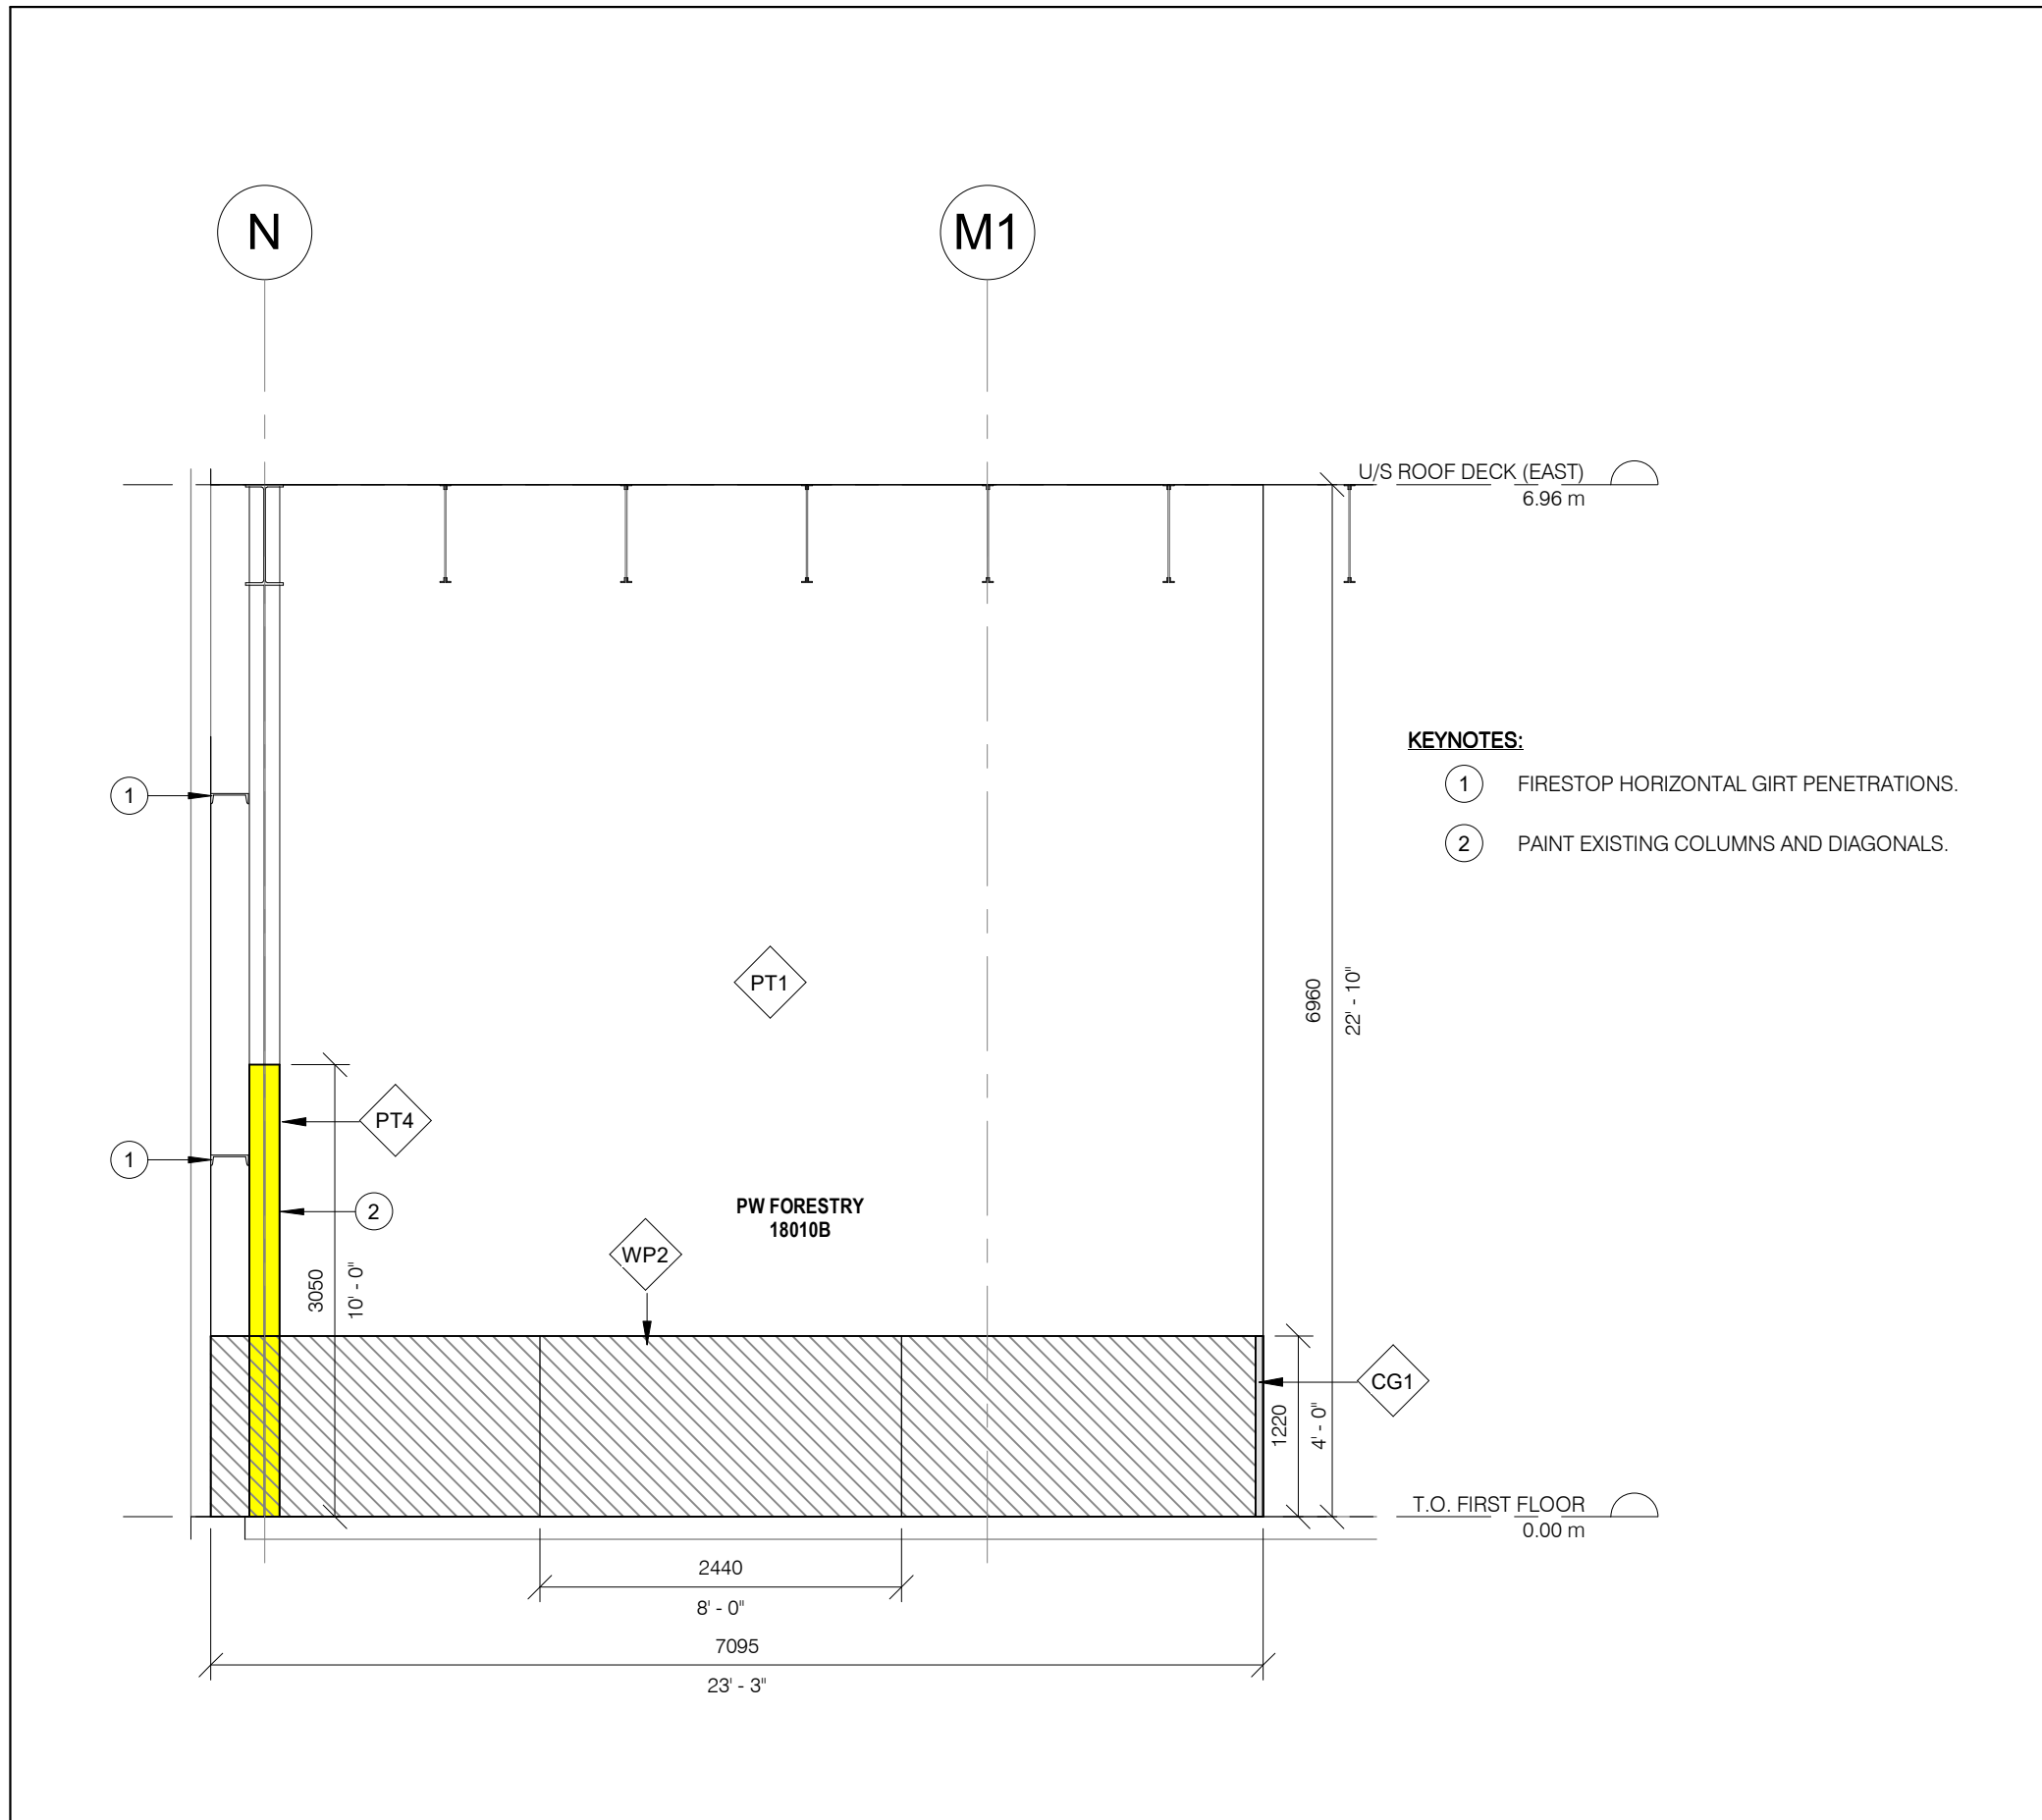 N
M1
U/S ROOF DECK (EAST)
6.96 m
KEYNOTES:
1 FIRESTOP HORIZONTAL GIRT PENETRATIONS.
2 PAINT EXISTING COLUMNS AND DIAGONALS.
1
PT1
6960
22' - 10"
PT4
1
2
PW FORESTRY
18010B
WP2
3050
10' - 0"
CG1
1220
4' - 0"
T.O. FIRST FLOOR
0.00 m
2440
8' - 0"
7095
23' - 3"